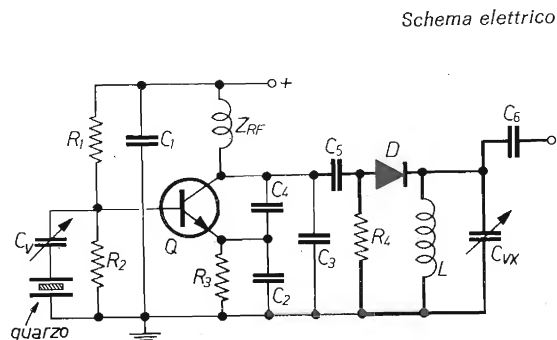 Schema elettrico
+
R1
C1
ZRF
C6
C5
D
C4
Q
CV
R2
R3
C2
C3
R4
L
CVX
quarzo